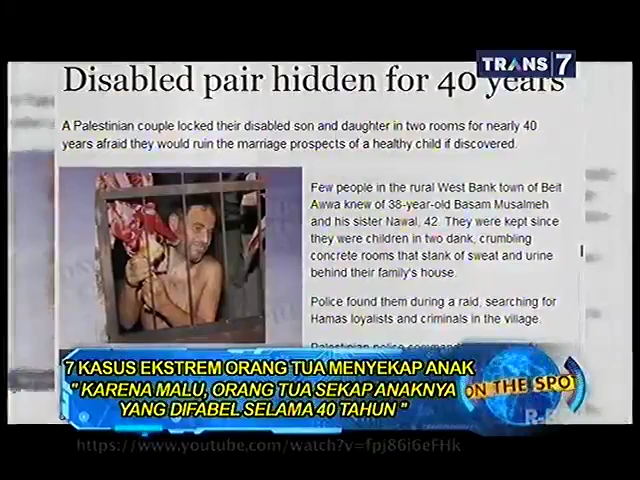 TRANS 7
Disabled pair hidden for 40 years
A Palestinian couple locked their disabled son and daughter in two rooms for nearly 40
years afraid they would ruin the marriage prospects of a healthy child if discovered.
Few people in the rural West Bank town of Beit
Awwa knew of 38-year-old Basam Musalmeh
and his sister Nawal, 42. They were kept since
they were children in two dank, crumbling
concrete rooms that stank of sweat and urine
behind their family's house.
Police found them during a raid, searching for
Hamas loyalists and criminals in the village.
Palestinian police
7 KASUS EKSTREM ORANG TUA MENYEKAP ANAK
" KARENA MALU, ORANG TUA SEKAP ANAKNYA
YANG DIFABEL SELAMA 40 TAHUN "
ON THE SPOT
https://www.youtube.com/watch?v=fpj86j6eFHk